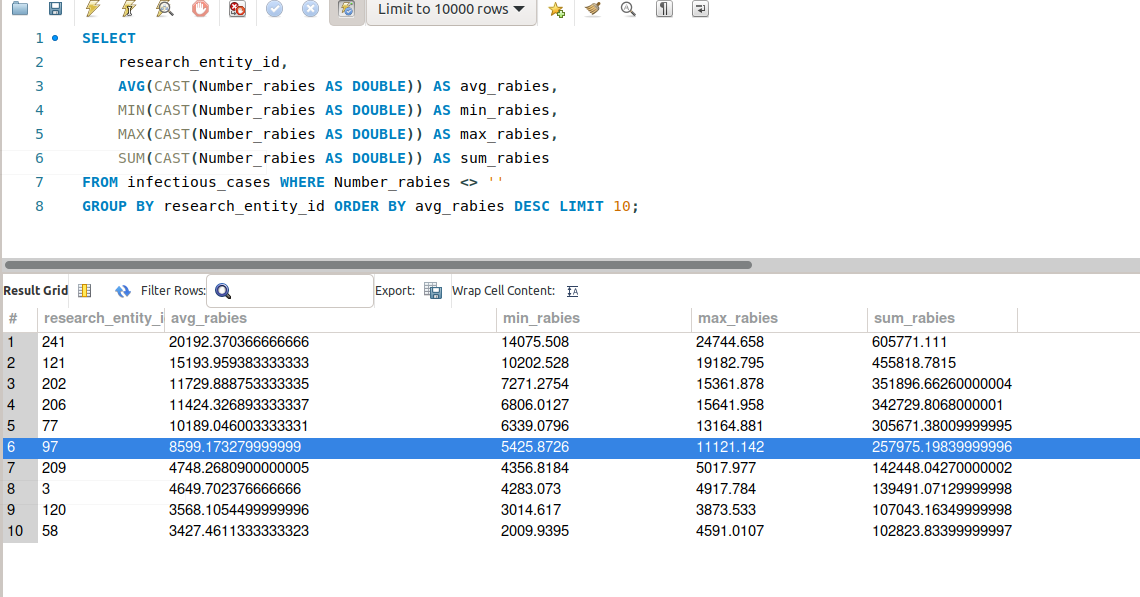 Limit to 10000 rows
1 SELECT
2 research_entity_id,
3 AVG(CAST(Number_rabies AS DOUBLE)) AS avg_rabies,
4 MIN(CAST(Number_rabies AS DOUBLE)) AS min_rabies,
5 MAX(CAST(Number_rabies AS DOUBLE)) AS max_rabies,
6 SUM(CAST(Number_rabies AS DOUBLE)) AS sum_rabies
7 FROM infectious_cases WHERE Number_rabies <> ''
8 GROUP BY research_entity_id ORDER BY avg_rabies DESC LIMIT 10;
Result Grid Filter Rows: Export: Wrap Cell Content:
# research_entity_i avg_rabies min_rabies max_rabies sum_rabies
1 241 20192.370366666666 14075.508 24744.658 605771.111
2 121 15193.959383333333 10202.528 19182.795 455818.7815
3 202 11729.888753333335 7271.2754 15361.878 351896.66260000004
4 206 11424.326893333337 6806.0127 15641.958 342729.8068000001
5 77 10189.046003333331 6339.0796 13164.881 305671.38009999995
6 97 8599.173279999999 5425.8726 11121.142 257975.19839999996
7 209 4748.2680900000005 4356.8184 5017.977 142448.04270000002
8 3 4649.702376666666 4283.073 4917.784 139491.07129999998
9 120 3568.1054499999996 3014.617 3873.533 107043.16349999998
10 58 3427.4611333333323 2009.9395 4591.0107 102823.83399999997